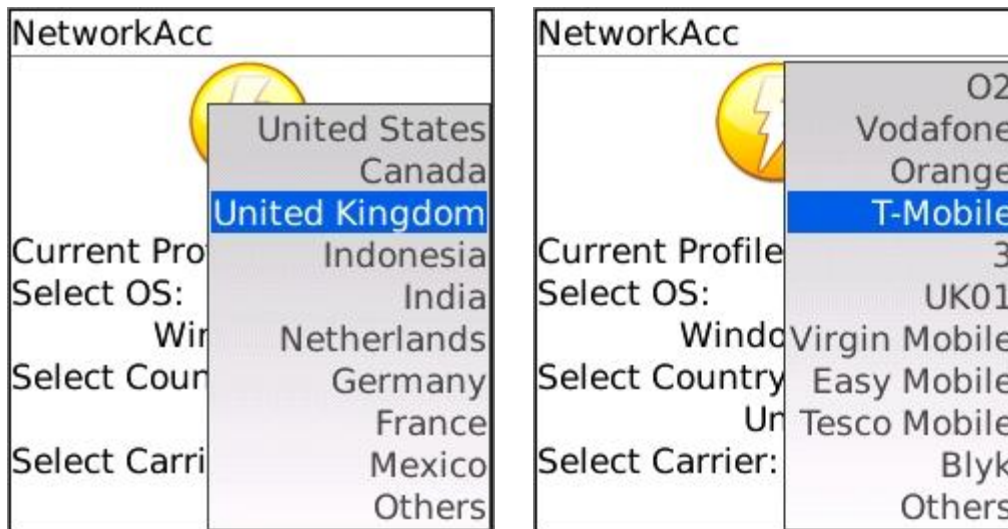 NetworkAcc
United States
Canada
United Kingdom
Current Pro
Indonesia
Select OS:
India
Wir
Netherlands
Select Coun
Germany
France
Select Carri
Mexico
Others
NetworkAcc
O2
Vodafone
Orange
T-Mobile
Current Profile
3
Select OS:
UK01
Windo
Virgin Mobile
Select Country
Easy Mobile
Un
Tesco Mobile
Select Carrier:
Blyk
Others